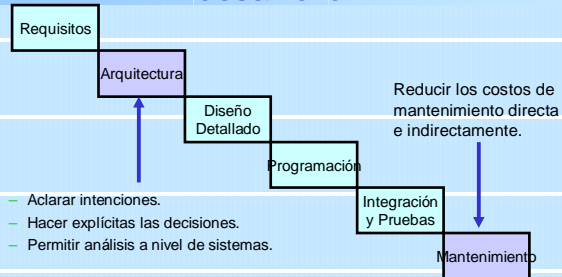 Requisitos
Arquitectura
Diseño
Detallado
Programación
Integración
y Pruebas
Mantenimiento
Reducir los costos de
mantenimiento directa
e indirectamente.
– Aclarar intenciones.
– Hacer explícitas las decisiones.
– Permitir análisis a nivel de sistemas.